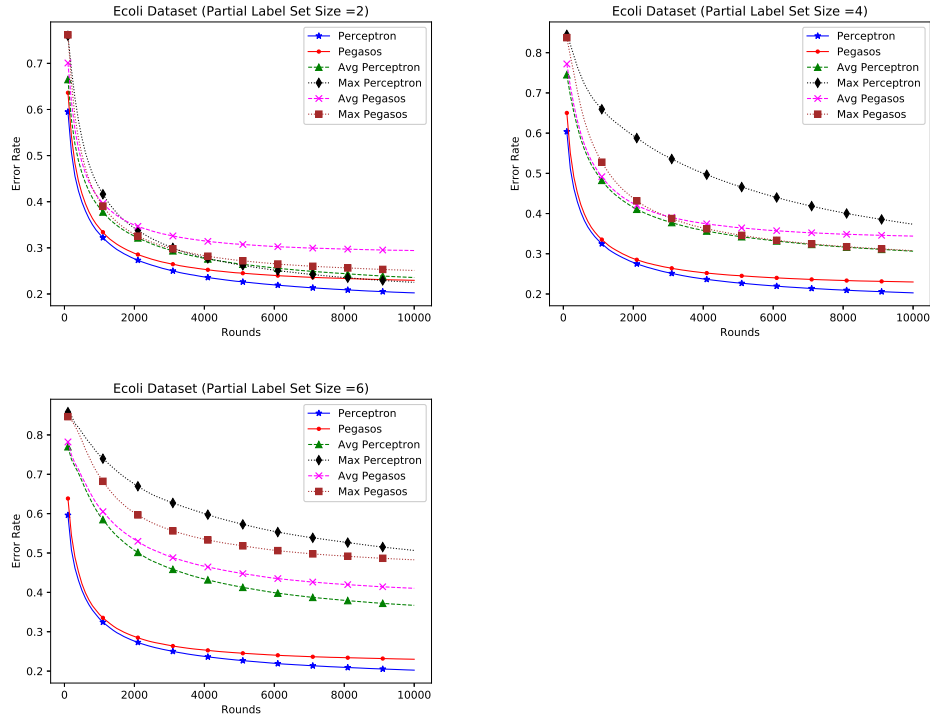 Ecoli Dataset (Partial Label Set Size =2)
Error Rate
0.7
0.6
0.5
0.4
0.3
0.2
0 2000 4000 6000 8000 10000
Rounds
Perceptron
Pegasos
Avg Perceptron
Max Perceptron
Avg Pegasos
Max Pegasos
Ecoli Dataset (Partial Label Set Size =4)
Error Rate
0.8
0.7
0.6
0.5
0.4
0.3
0.2
0 2000 4000 6000 8000 10000
Rounds
Perceptron
Pegasos
Avg Perceptron
Max Perceptron
Avg Pegasos
Max Pegasos
Ecoli Dataset (Partial Label Set Size =6)
Error Rate
0.8
0.7
0.6
0.5
0.4
0.3
0.2
0 2000 4000 6000 8000 10000
Rounds
Perceptron
Pegasos
Avg Perceptron
Max Perceptron
Avg Pegasos
Max Pegasos